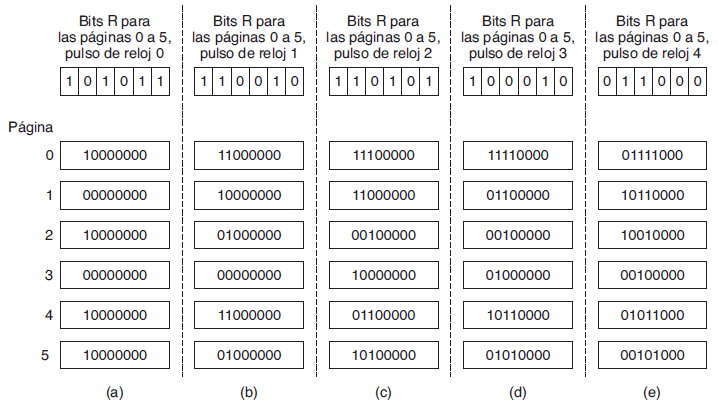 Bits R para las páginas 0 a 5, pulso de reloj 0
Bits R para las páginas 0 a 5, pulso de reloj 1
Bits R para las páginas 0 a 5, pulso de reloj 2
Bits R para las páginas 0 a 5, pulso de reloj 3
Bits R para las páginas 0 a 5, pulso de reloj 4
1 0 1 0 1 1 1 1 0 0 1 0 1 1 0 1 0 1 1 0 0 0 1 0 0 1 1 0 0 0
Página
0 10000000 11000000 11100000 11110000 01111000
1 00000000 10000000 11000000 01100000 10110000
2 10000000 01000000 00100000 00100000 10010000
3 00000000 00000000 10000000 01000000 00100000
4 10000000 11000000 01100000 10110000 01011000
5 10000000 01000000 10100000 01010000 00101000
(a) (b) (c) (d) (e)